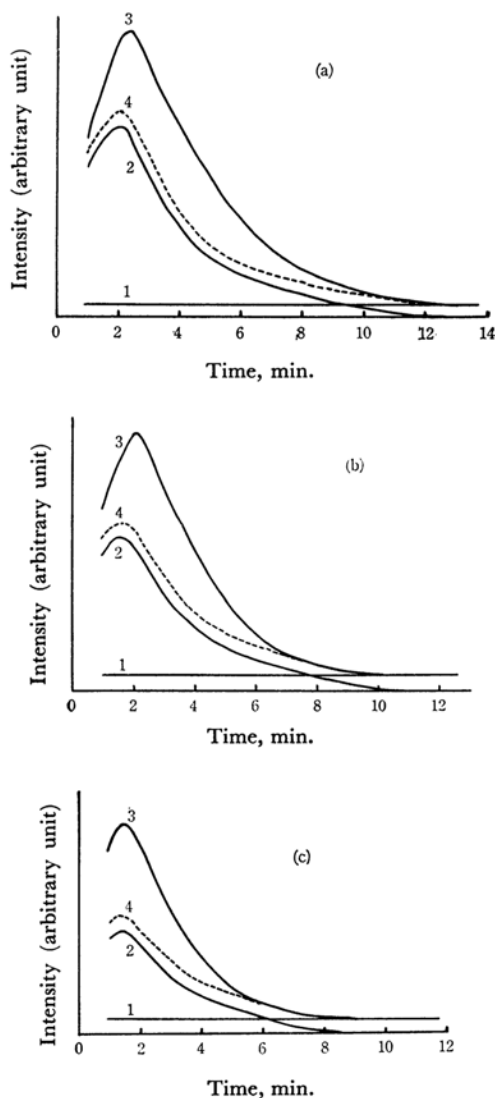 3
(a)
4
2
1
Intensity (arbitrary unit)
0 2 4 6 8 10 12 14
Time, min.
3
(b)
4
2
1
Intensity (arbitrary unit)
0 2 4 6 8 10 12
Time, min.
3
(c)
4
2
1
Intensity (arbitrary unit)
0 2 4 6 8 10 12
Time, min.